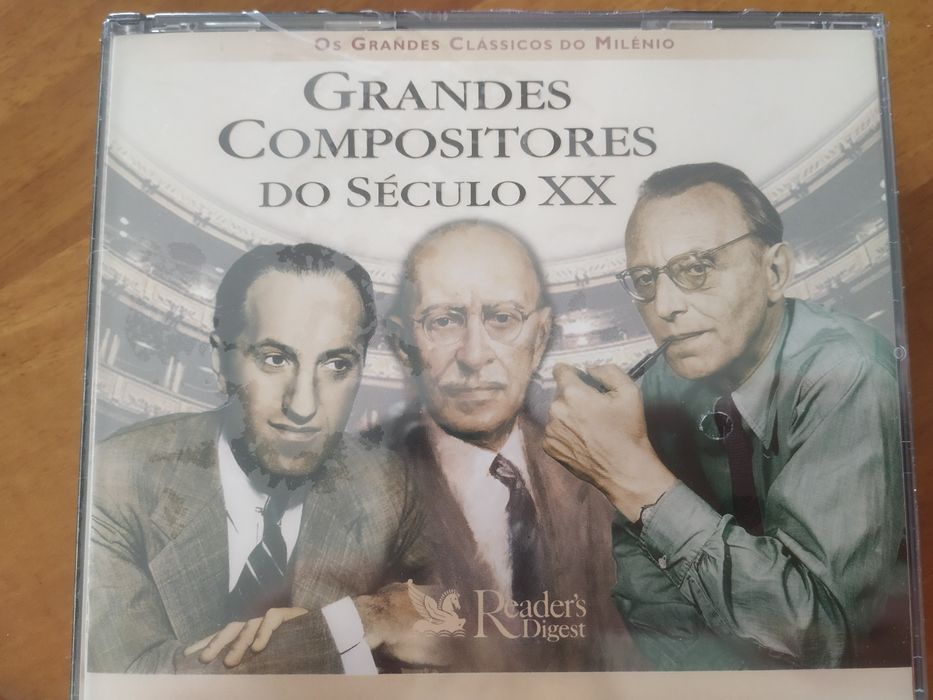 OS GRANDES CLÁSSICOS DO MILÉNIO
GRANDES
COMPOSITORES
DO SÉCULO XX
Reader's
Digest